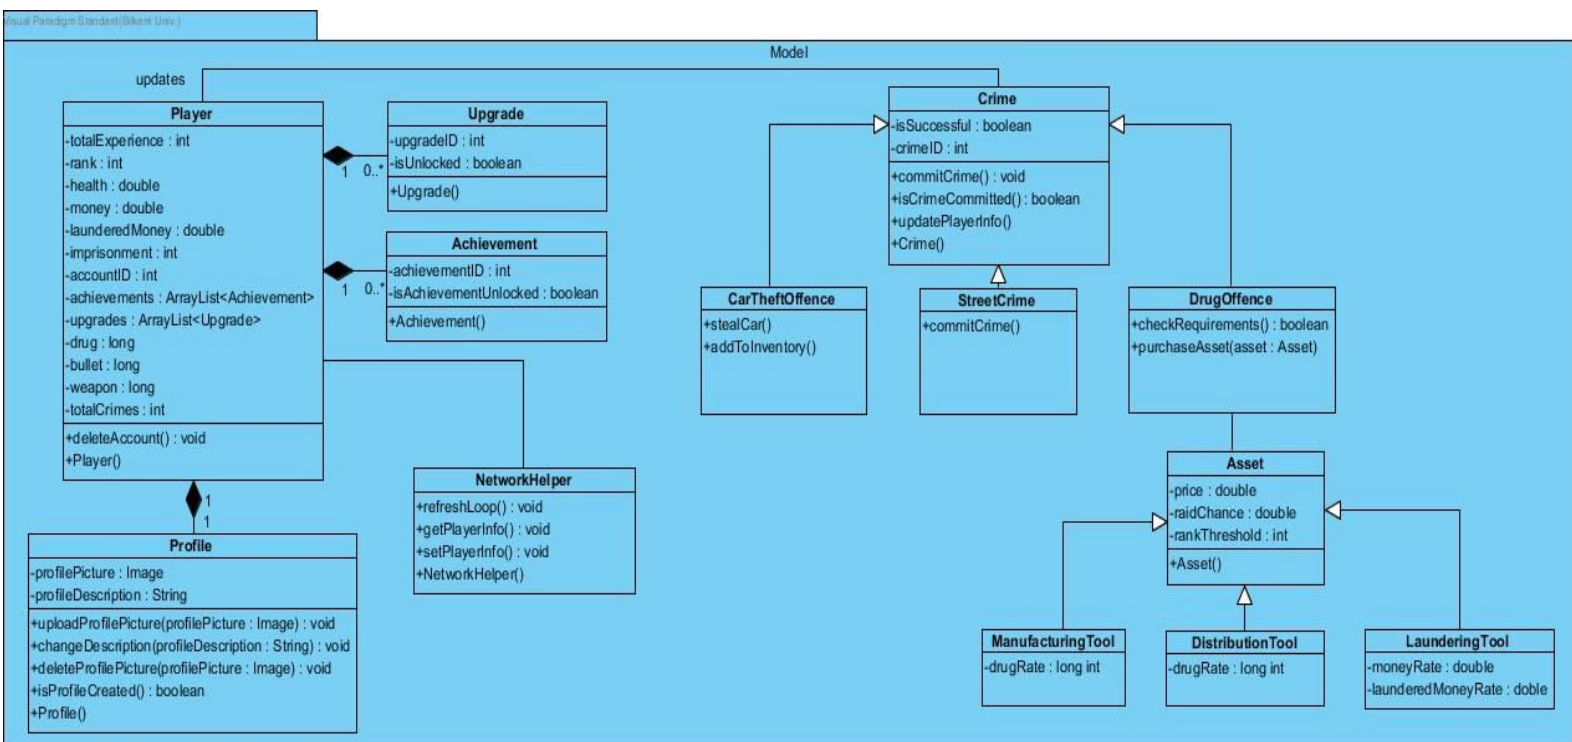 Visual Paradigm Standard(Bilkent Univ.)
Model
updates
Player
-totalExperience : int
-rank : int
-health : double
-money : double
-launderedMoney : double
-imprisonment : int
-accountID : int
-achievements : ArrayList<Achievement>
-upgrades : ArrayList<Upgrade>
-drug : long
-bullet : long
-weapon : long
-totalCrimes : int
+deleteAccount() : void
+Player()
1
0..*
Upgrade
-upgradeID : int
-isUnlocked : boolean
+Upgrade()
1
0..*
Achievement
-achievementID : int
-isAchievementUnlocked : boolean
+Achievement()
1
1
Profile
-profilePicture : Image
-profileDescription : String
+uploadProfilePicture(profilePicture : Image) : void
+changeDescription(profileDescription : String) : void
+deleteProfilePicture(profilePicture : Image) : void
+isProfileCreated() : boolean
+Profile()
NetworkHelper
+refreshLoop() : void
+getPlayerInfo() : void
+setPlayerInfo() : void
+NetworkHelper()
Crime
-isSuccessful : boolean
-crimeID : int
+commitCrime() : void
+isCrimeCommitted() : boolean
+updatePlayerInfo()
+Crime()
CarTheftOffence
+stealCar()
+addToInventory()
StreetCrime
+commitCrime()
DrugOffence
+checkRequirements() : boolean
+purchaseAsset(asset : Asset)
Asset
-price : double
-raidChance : double
-rankThreshold : int
+Asset()
ManufacturingTool
-drugRate : long int
DistributionTool
-drugRate : long int
LaunderingTool
-moneyRate : double
-launderedMoneyRate : doble